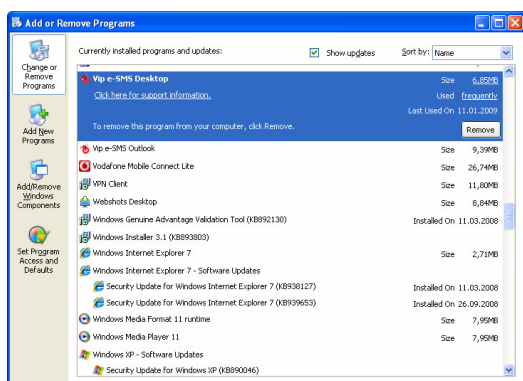 Add or Remove Programs
Currently installed programs and updates:
Show updates
Sort by: Name
Change or
Remove
Programs
Add New
Programs
Add/Remove
Windows
Components
Set Program
Access and
Defaults
Vip e-SMS Desktop Size 6,85MB
Click here for support information. Used frequently
Last Used On 11.01.2009
To remove this program from your computer, click Remove. Remove
Vip e-SMS Outlook Size 9,39MB
Vodafone Mobile Connect Lite Size 26,74MB
VPN Client Size 11,80MB
Webshots Desktop Size 8,84MB
Windows Genuine Advantage Validation Tool (KB892130) Installed On 11.03.2008
Windows Installer 3.1 (KB893803)
Windows Internet Explorer 7 Size 2,71MB
Windows Internet Explorer 7 - Software Updates
Security Update for Windows Internet Explorer 7 (KB938127) Installed On 11.03.2008
Security Update for Windows Internet Explorer 7 (KB939653) Installed On 26.09.2008
Windows Media Format 11 runtime Size 7,95MB
Windows Media Player 11 Size 7,95MB
Windows XP - Software Updates
Security Update for Windows XP (KB890046)